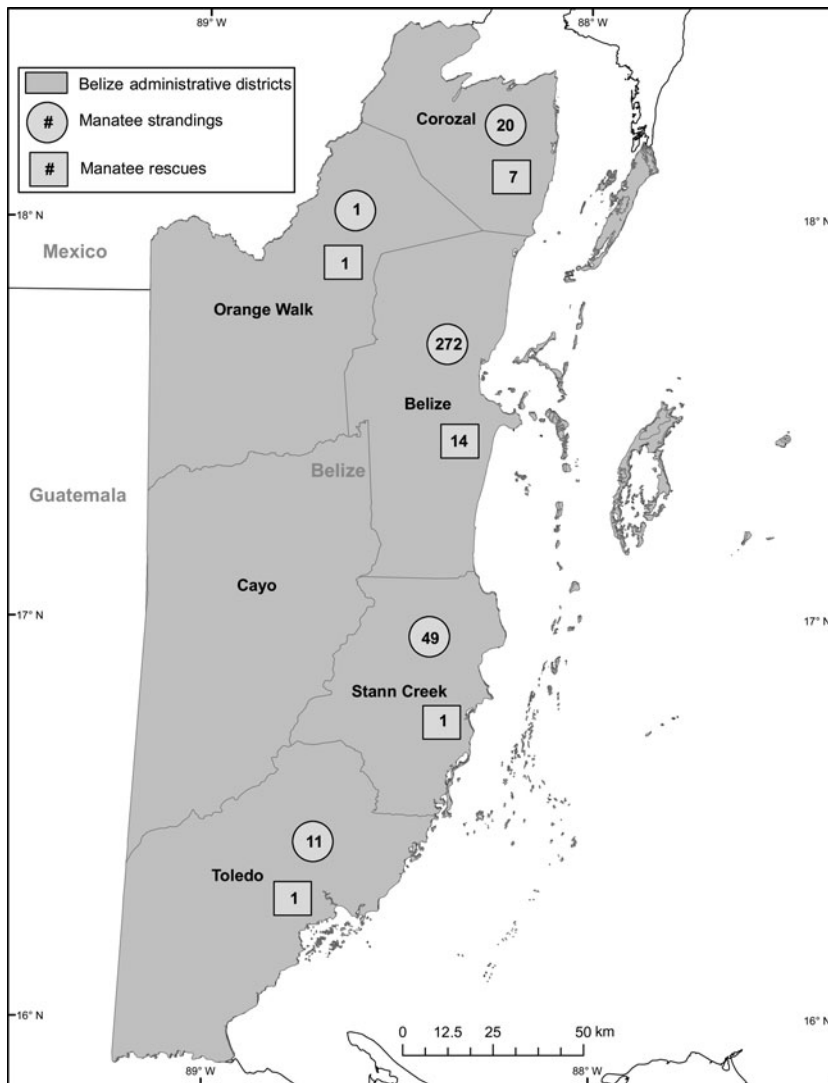 89° W
88° W
Belize administrative districts
# Manatee strandings
# Manatee rescues
Corozal
20
7
18° N
18° N
1
Mexico
1
Orange Walk
272
Belize
14
Belize
Guatemala
Cayo
17° N
17° N
49
Stann Creek
1
11
Toledo
1
16° N
16° N
0 12.5 25 50 km
89° W
88° W